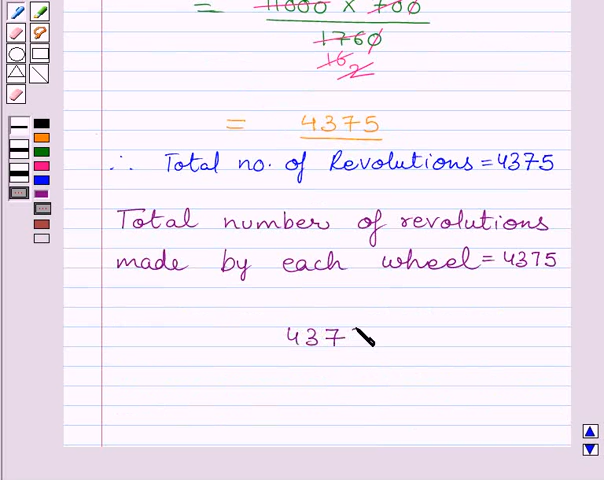 = 11000 × 700
1760
16 2
= 4375
∴ Total no. of Revolutions = 4375
Total number of revolutions
made by each wheel = 4375
437